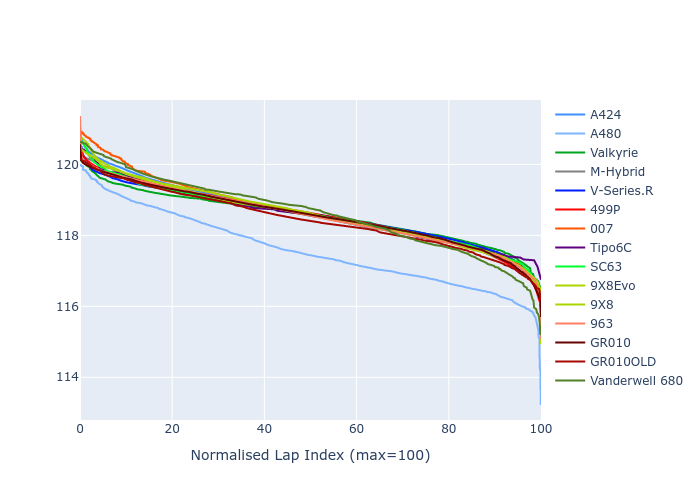 120
118
116
114
0 20 40 60 80 100
Normalised Lap Index (max=100)
A424
A480
Valkyrie
M-Hybrid
V-Series.R
499P
007
Tipo6C
SC63
9X8Evo
9X8
963
GR010
GR010OLD
Vanderwell 680